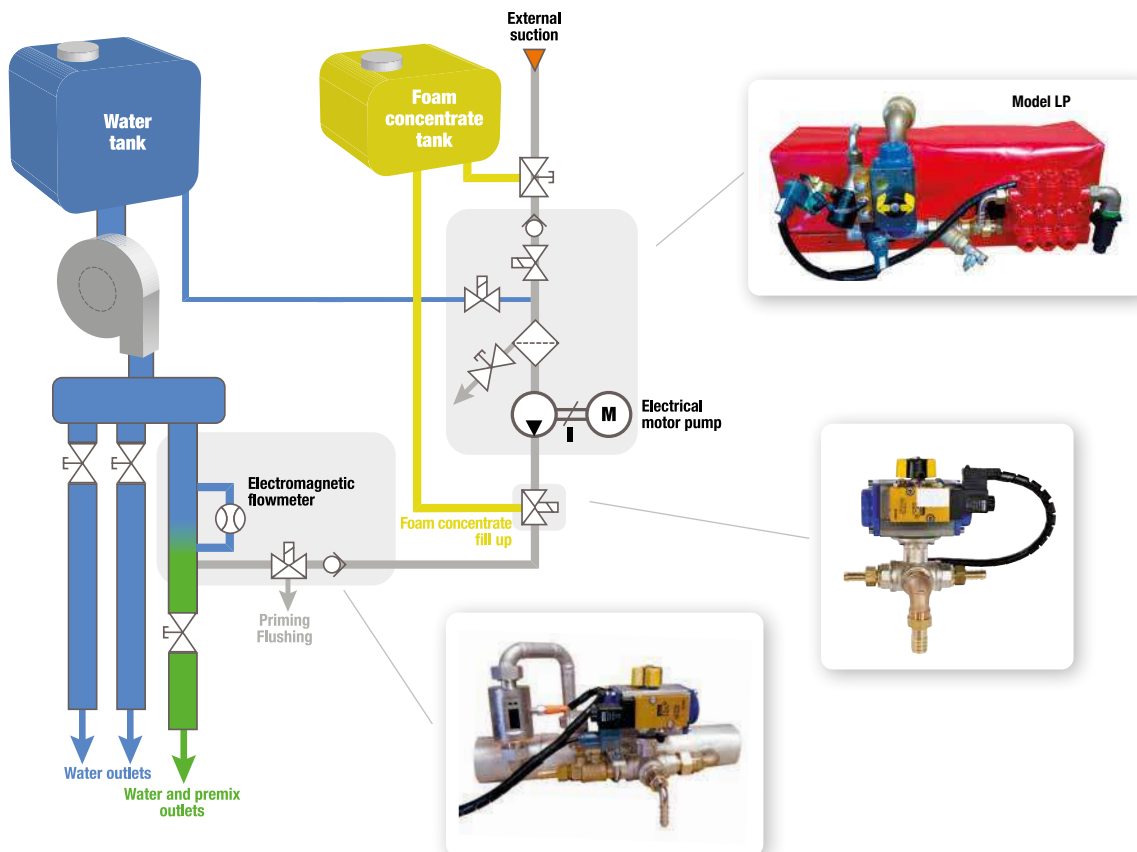 External
suction
Water
tank
Foam
concentrate
tank
Model LP
M
Electrical
motor pump
Electromagnetic
flowmeter
Foam concentrate
fill up
Priming
Flushing
Water outlets
Water and premix
outlets